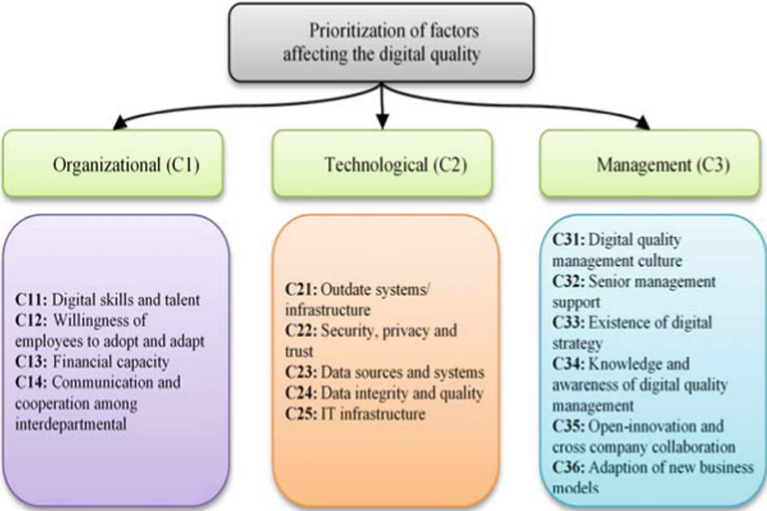 Prioritization of factors
affecting the digital quality
Organizational (C1)
Technological (C2)
Management (C3)
C11: Digital skills and talent
C12: Willingness of
employees to adopt and adapt
C13: Financial capacity
C14: Communication and
cooperation among
interdepartmental
C21: Outdate systems/
infrastructure
C22: Security, privacy and
trust
C23: Data sources and systems
C24: Data integrity and quality
C25: IT infrastructure
C31: Digital quality
management culture
C32: Senior management
support
C33: Existence of digital
strategy
C34: Knowledge and
awareness of digital quality
management
C35: Open-innovation and
cross company collaboration
C36: Adaption of new business
models